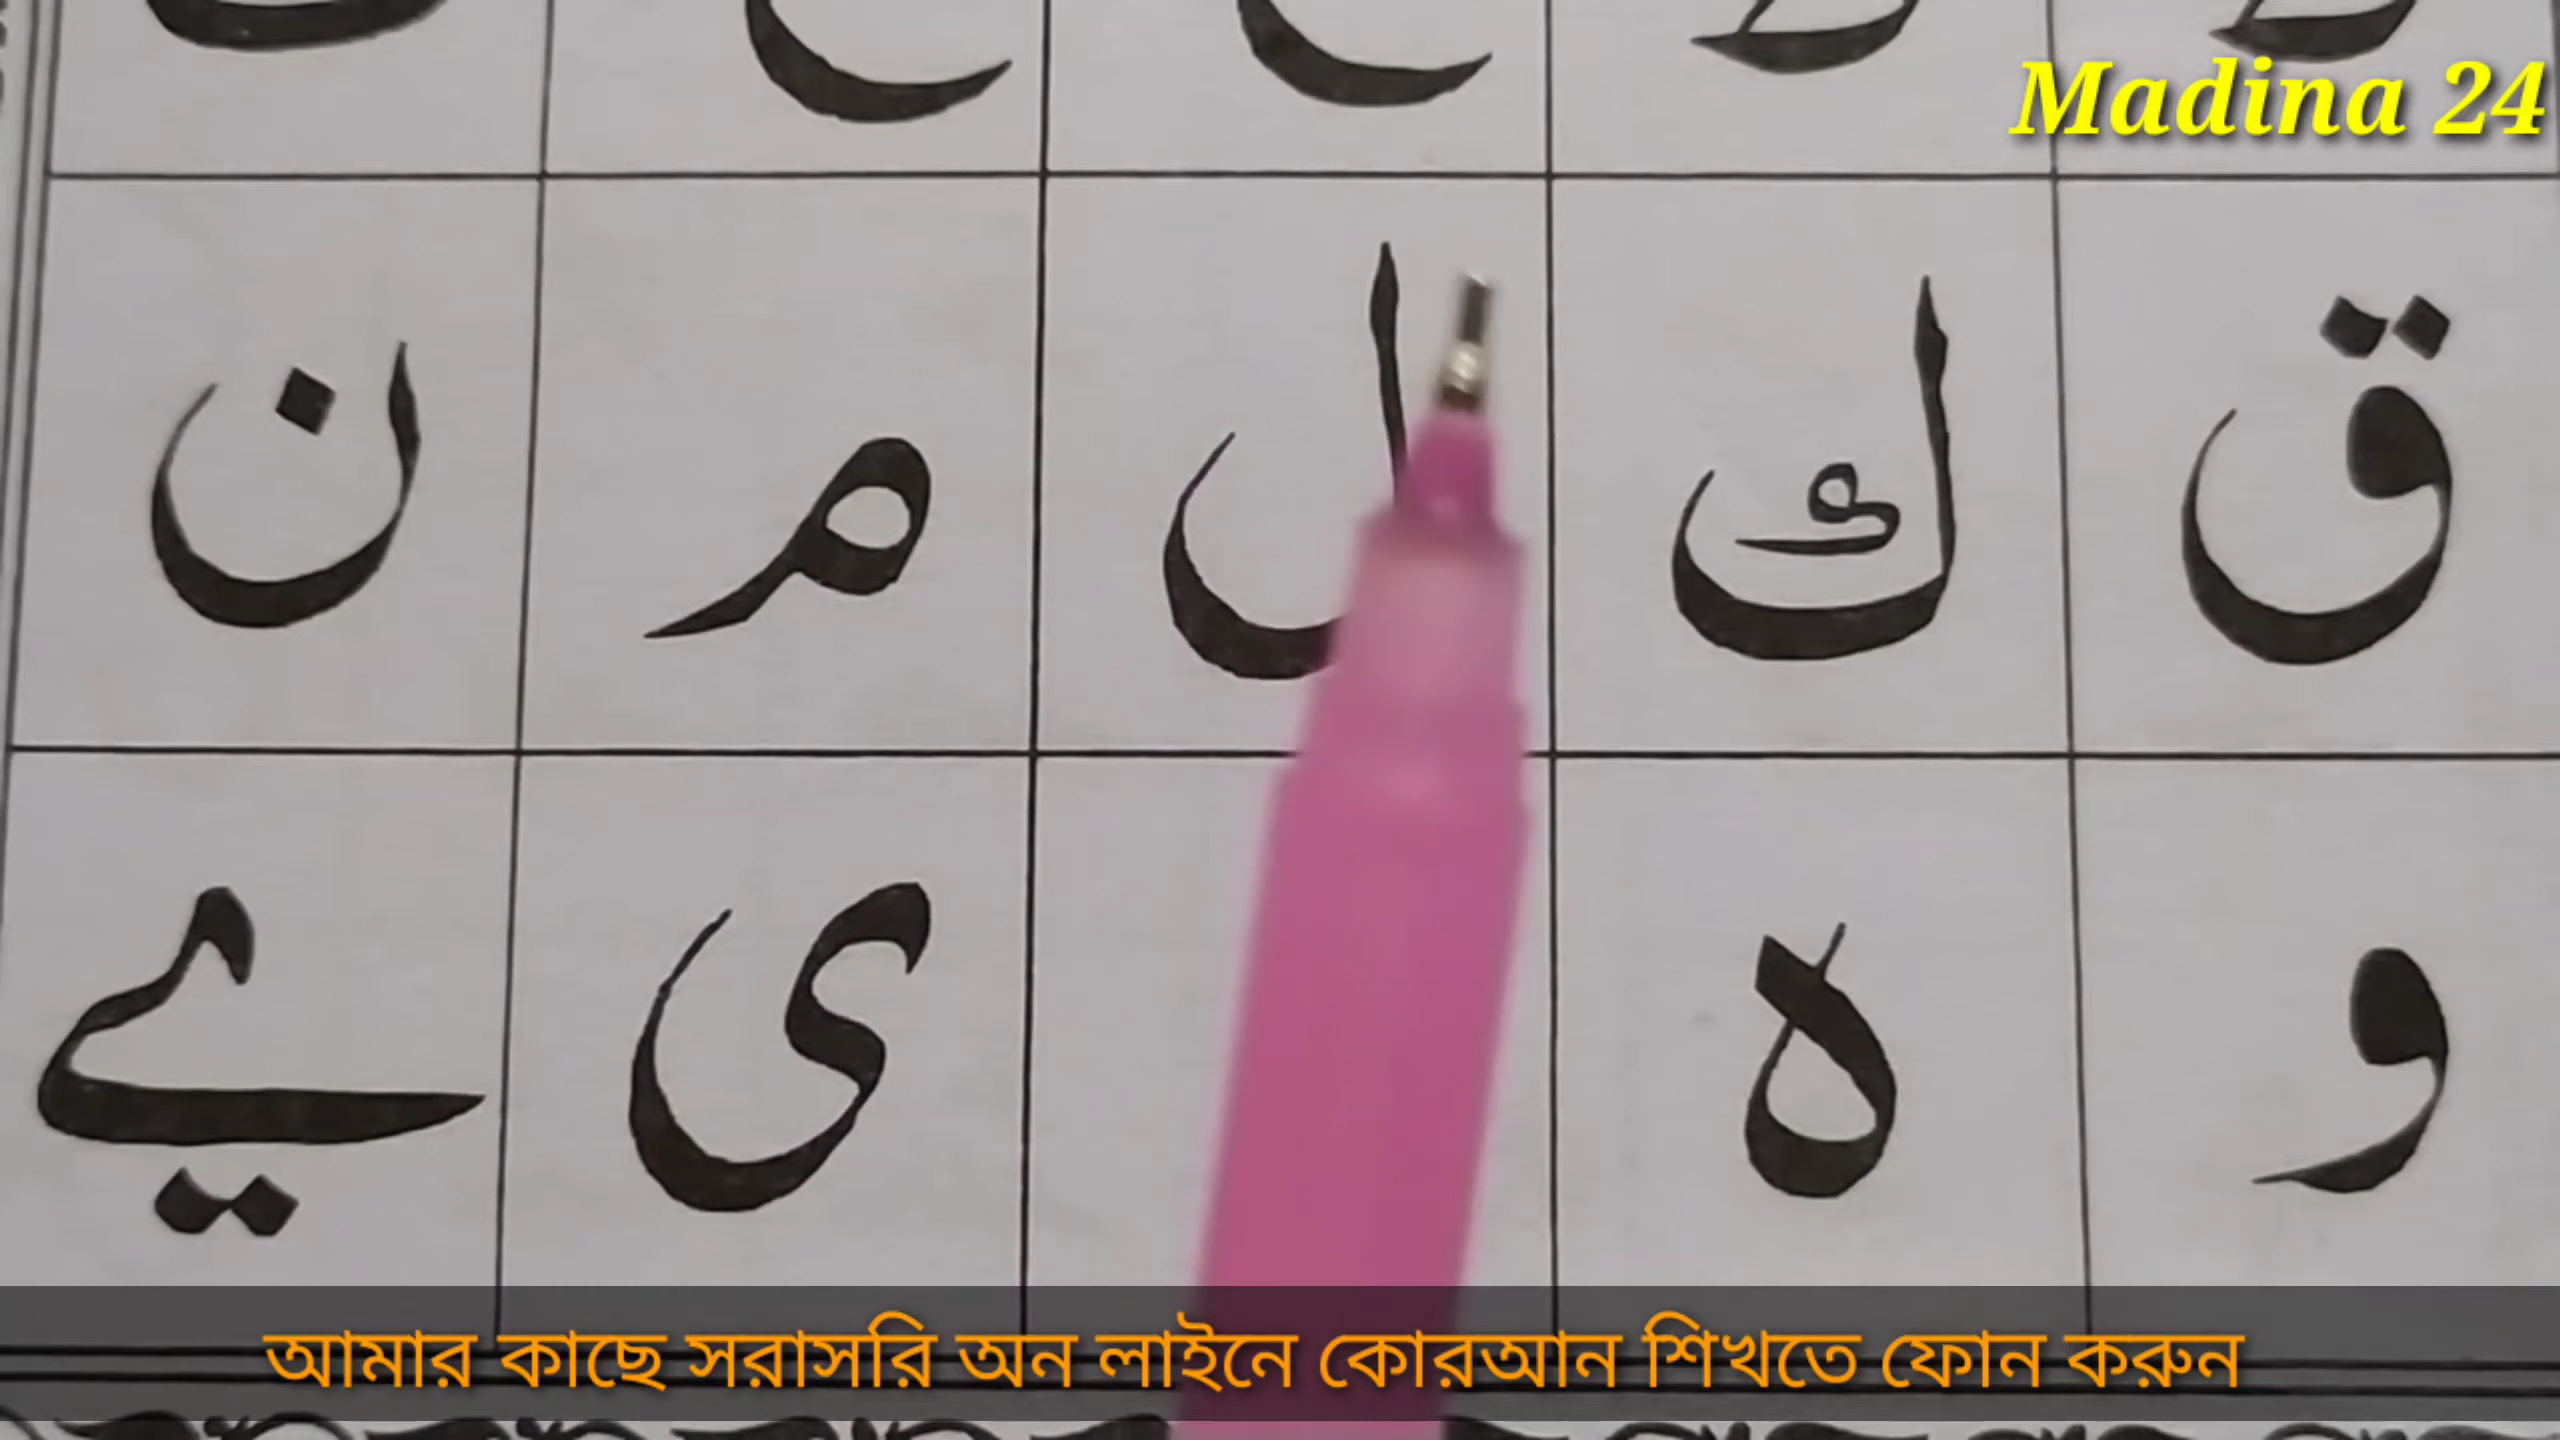 Madina 24
ق ك ل م ن
و ه ی ے
আমার কাছে সরাসরি অন লাইনে কোরআন শিখতে ফোন করুন